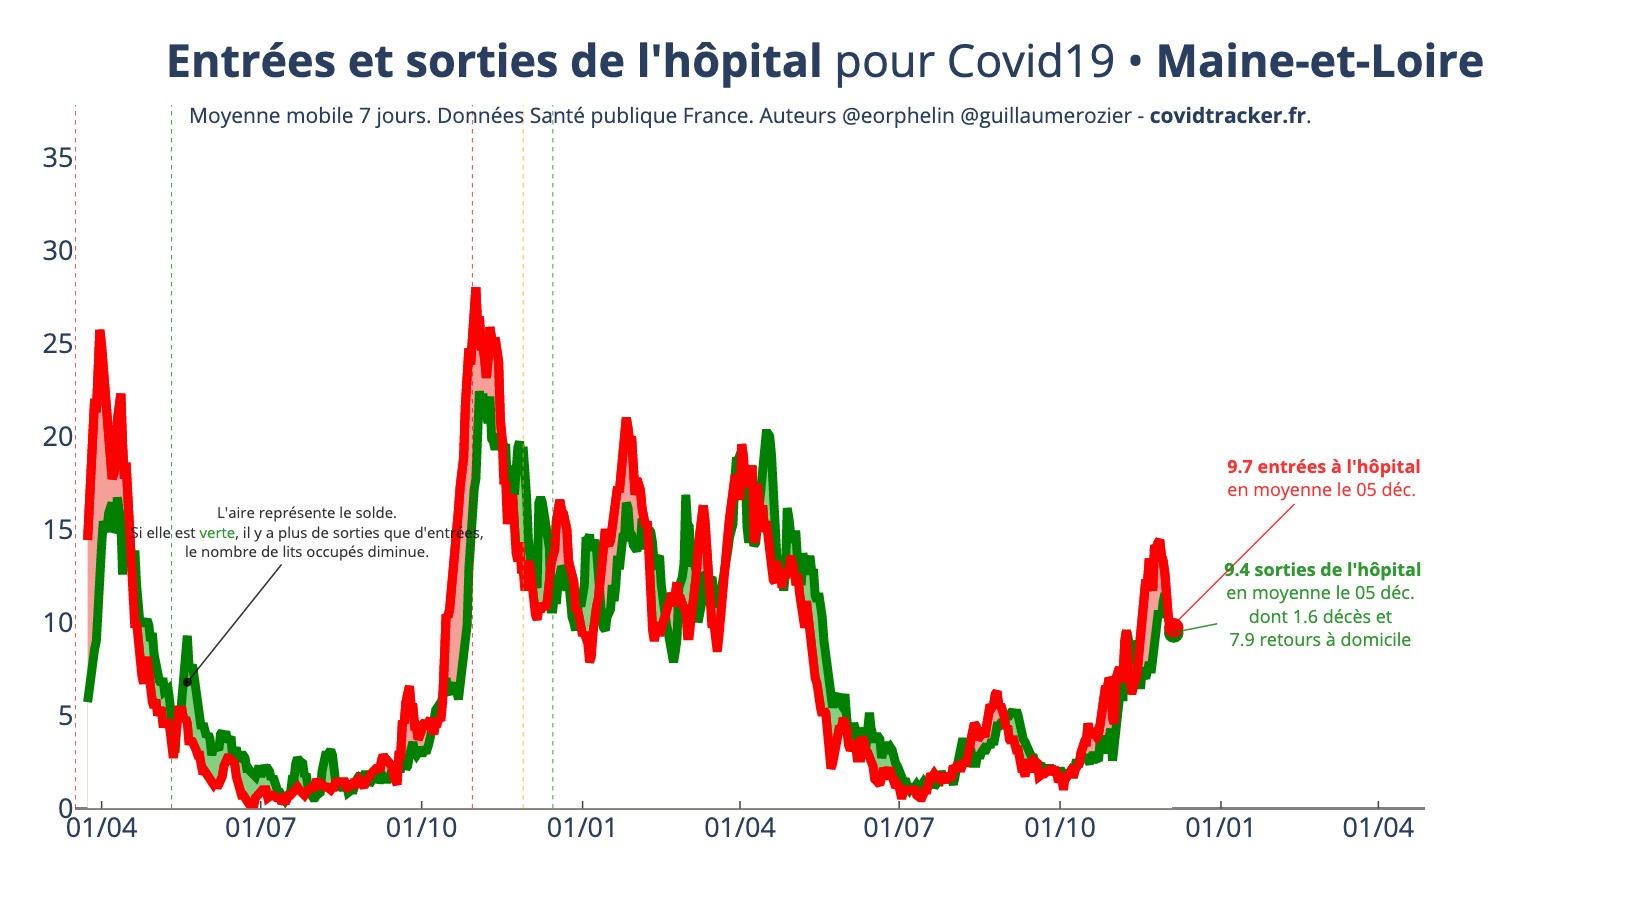 Entrées et sorties de l'hôpital pour Covid19 • Maine-et-Loire
Moyenne mobile 7 jours. Données Santé publique France. Auteurs @eorphelin @guillaumerozier - covidtracker.fr.
35
30
25
20
15
10
5
0
L'aire représente le solde.
Si elle est verte, il y a plus de sorties que d'entrées,
le nombre de lits occupés diminue.
9.7 entrées à l'hôpital
en moyenne le 05 déc.
9.4 sorties de l'hôpital
en moyenne le 05 déc.
dont 1.6 décès et
7.9 retours à domicile
01/04 01/07 01/10 01/01 01/04 01/07 01/10 01/01 01/04